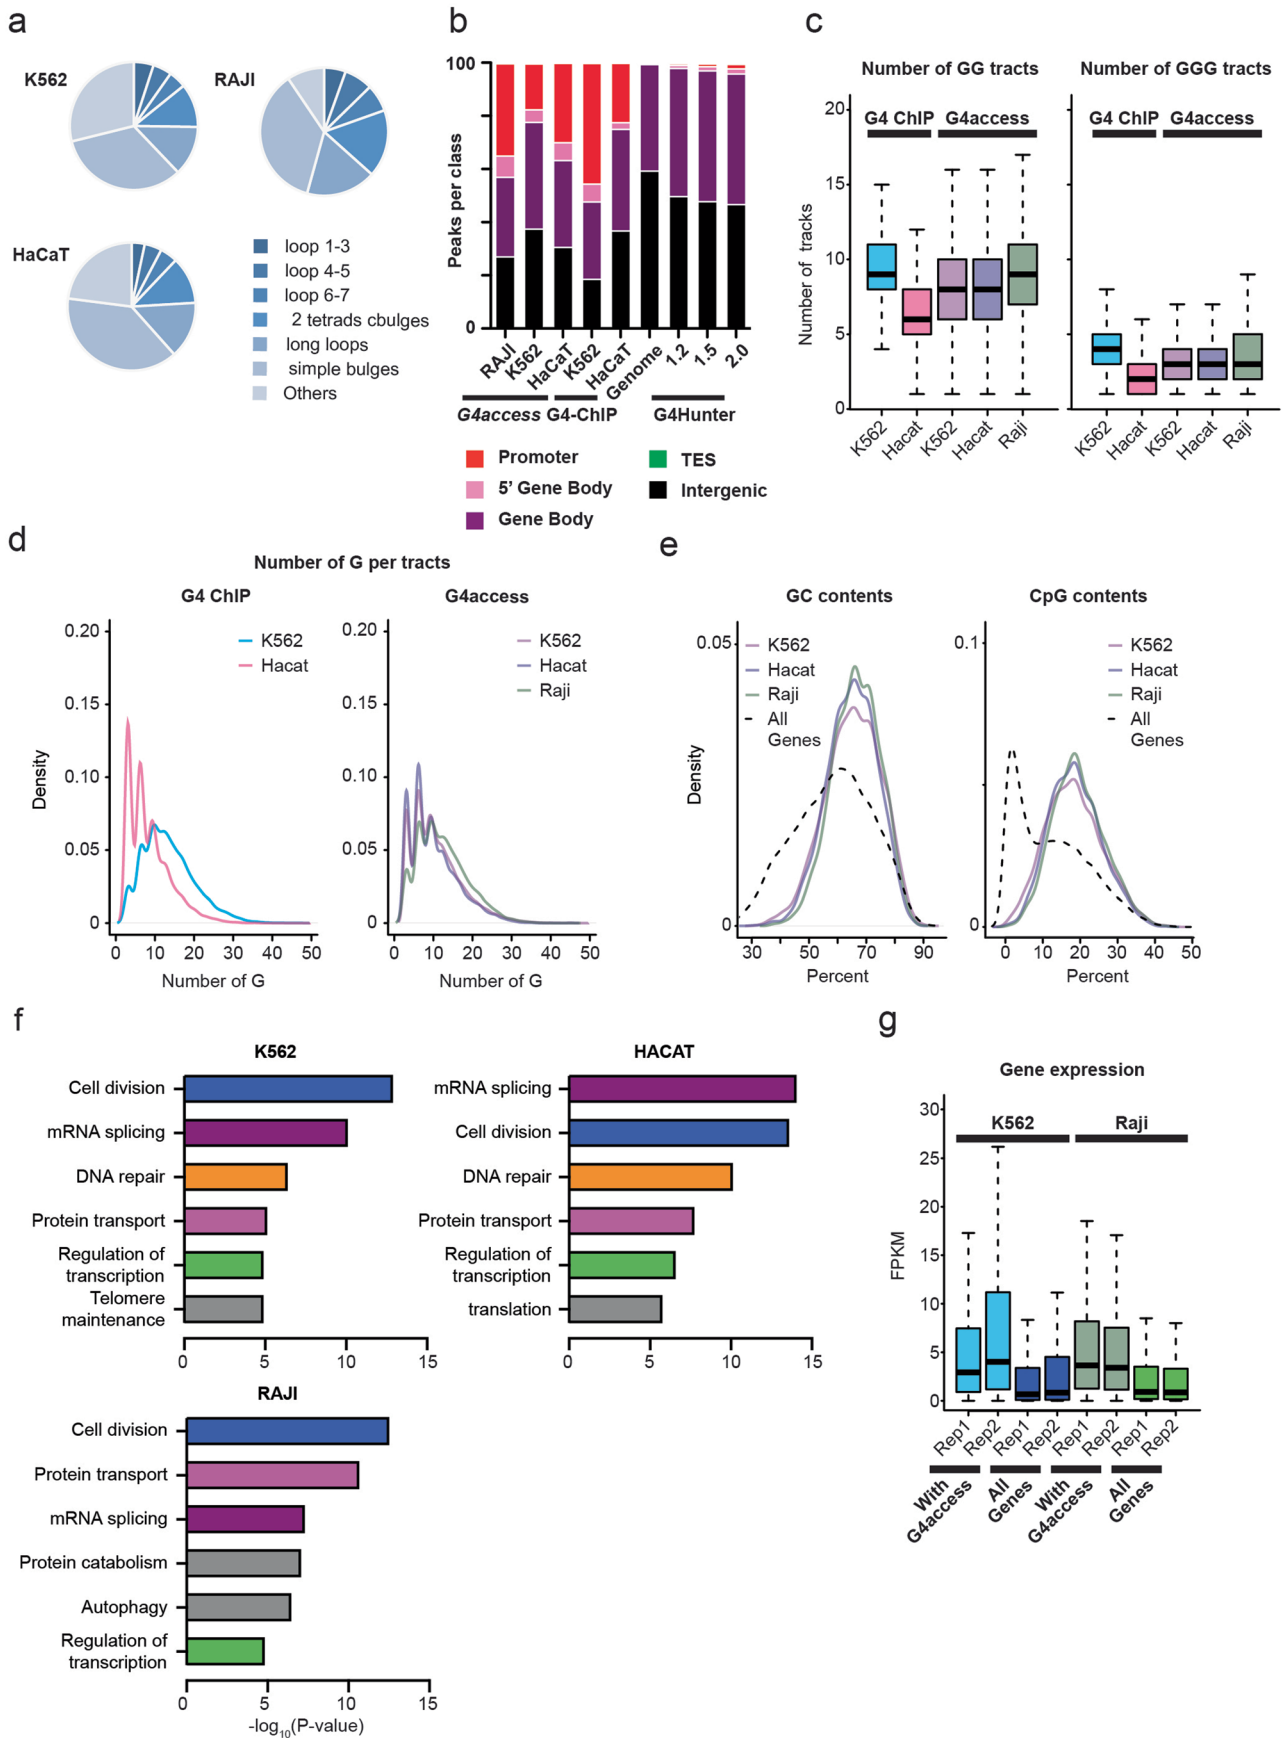 a
K562
RAJI
HaCaT
loop 1-3
loop 4-5
loop 6-7
2 tetrads cbulges
long loops
simple bulges
Others
b
Peaks per class
100
0
RAJI
K562
HaCaT
K562
HaCaT
Genome
1.2
1.5
2.0
G4access
G4-ChIP
G4Hunter
Promoter
5' Gene Body
Gene Body
TES
Intergenic
c
Number of GG tracts
Number of GGG tracts
G4 ChIP
G4access
G4 ChIP
G4access
Number of tracks
20
15
10
5
0
K562
Hacat
K562
Hacat
Raji
K562
Hacat
K562
Hacat
Raji
d
Number of G per tracts
G4 ChIP
G4access
Density
0.20
0.15
0.10
0.05
0
K562
Hacat
0 10 20 30 40 50
Number of G
0.20
0.15
0.10
0.05
0
K562
Hacat
Raji
0 10 20 30 40 50
Number of G
e
GC contents
CpG contents
Density
0.05
0
K562
Hacat
Raji
All
Genes
30 50 70 90
Percent
0.1
0
K562
Hacat
Raji
All
Genes
0 10 20 30 40 50
Percent
f
K562
Cell division
mRNA splicing
DNA repair
Protein transport
Regulation of
transcription
Telomere
maintenance
0 5 10 15
HACAT
mRNA splicing
Cell division
DNA repair
Protein transport
Regulation of
transcription
translation
0 5 10 15
RAJI
Cell division
Protein transport
mRNA splicing
Protein catabolism
Autophagy
Regulation of
transcription
0 5 10 15
-log10(P-value)
g
Gene expression
K562
Raji
FPKM
30
25
20
15
10
5
0
Rep1
Rep2
Rep1
Rep2
Rep1
Rep2
Rep1
Rep2
With
G4access
All
Genes
With
G4access
All
Genes